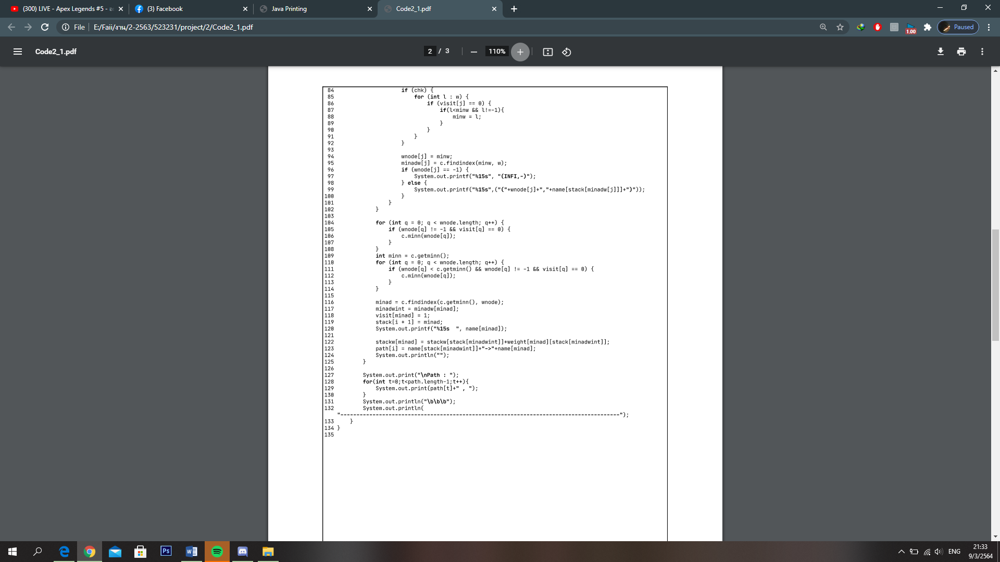 (300) LIVE - Apex Legends #5 -
(3) Facebook
Java Printing
Code2_1.pdf
File
E:/Faii/งาน/2-2563/523231/project/2/Code2_1.pdf
1.00
Paused
Code2_1.pdf
2 / 3
110%
84 if (chk) {
85 for (int l : w) {
86 if (visit[j] == 0) {
87 if(l<minw && l!=-1){
88 minw = l;
89 }
90 }
91 }
92 }
93
94 wnode[j] = minw;
95 minadw[j] = c.findindex(minw, w);
96 if (wnode[j] == -1) {
97 System.out.printf("%15s", "(INFI,-)");
98 } else {
99 System.out.printf("%15s",("("+wnode[j]+","+name[stack[minadw[j]]]+")"));
100 }
101 }
102 }
103
104 for (int q = 0; q < wnode.length; q++) {
105 if (wnode[q] != -1 && visit[q] == 0) {
106 c.minn(wnode[q]);
107 }
108 }
109 int minn = c.getminn();
110 for (int q = 0; q < wnode.length; q++) {
111 if (wnode[q] < c.getminn() && wnode[q] != -1 && visit[q] == 0) {
112 c.minn(wnode[q]);
113 }
114 }
115
116 minad = c.findindex(c.getminn(), wnode);
117 minadwint = minadw[minad];
118 visit[minad] = 1;
119 stack[i + 1] = minad;
120 System.out.printf("%15s  ", name[minad]);
121
122 stackw[minad] = stackw[stack[minadwint]]+weight[minad][stack[minadwint]];
123 path[i] = name[stack[minadwint]]+"->"+name[minad];
124 System.out.println("");
125 }
126
127 System.out.print("\nPath : ");
128 for(int t=0;t<path.length-1;t++){
129 System.out.print(path[t]+" , ");
130 }
131 System.out.println("\b\b\b");
132 System.out.println(
"----------------------------------------------------------------------------------------");
133 }
134 }
135
Ps
ENG
21:33
9/3/2564